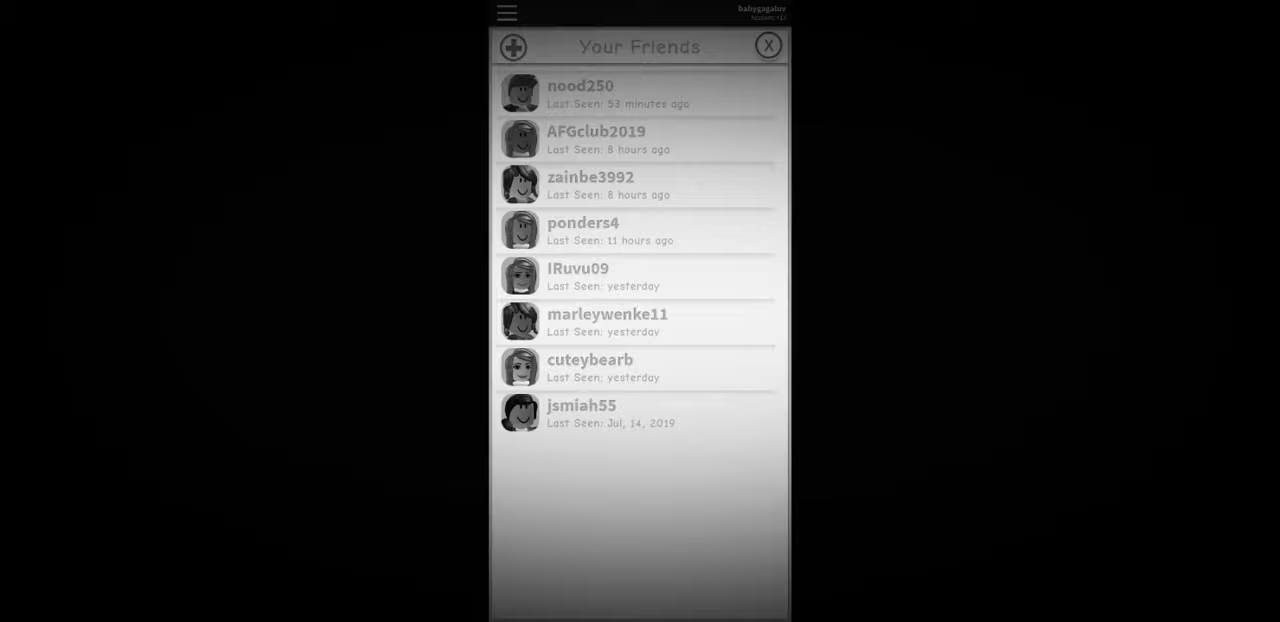 babygagaluv
Your Friends
X
nood250
Last Seen: 53 minutes ago
AFGclub2019
Last Seen: 8 hours ago
zainbe3992
Last Seen: 8 hours ago
ponders4
Last Seen: 11 hours ago
IRuvu09
Last Seen: yesterday
marleywenke11
Last Seen: yesterday
cuteybearb
Last Seen: yesterday
jsmiah55
Last Seen: Jul, 14, 2019